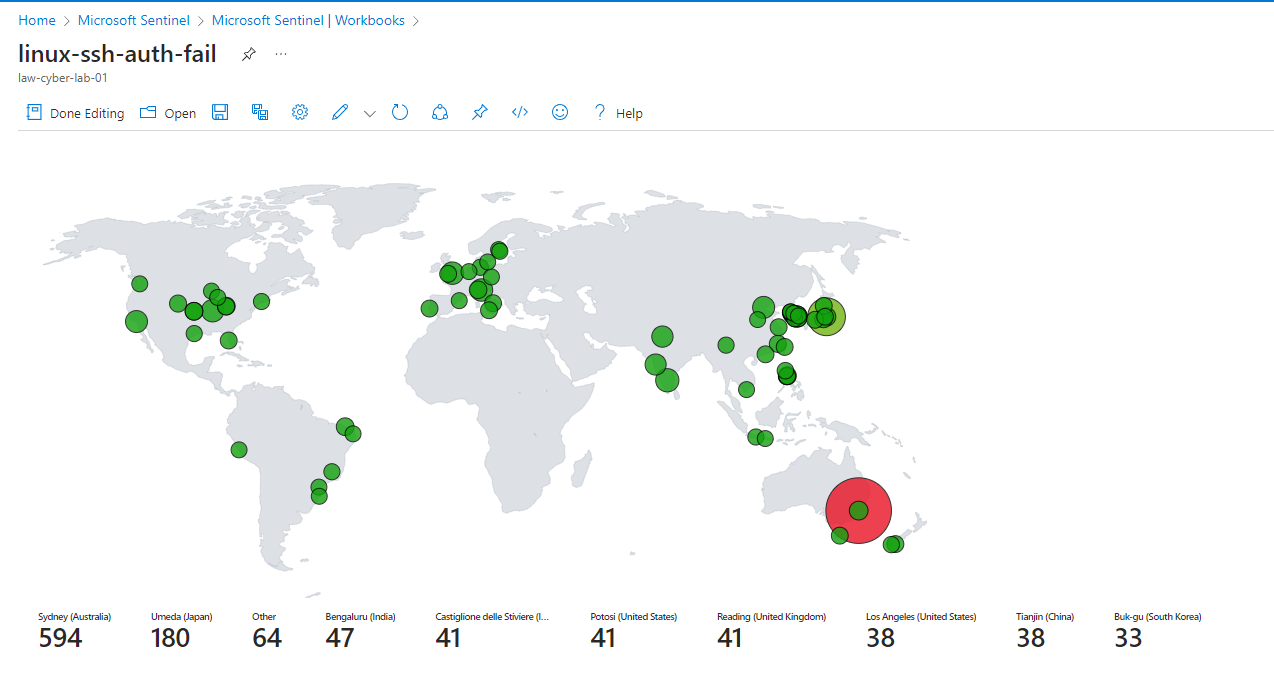 Home > Microsoft Sentinel > Microsoft Sentinel | Workbooks >
linux-ssh-auth-fail ...
law-cyber-lab-01
Done Editing Open Help
Sydney (Australia) Umeda (Japan) Other Bengaluru (India) Castiglione delle Stiviere (I... Potosi (United States) Reading (United Kingdom) Los Angeles (United States) Tianjin (China) Buk-gu (South Korea)
594 180 64 47 41 41 41 38 38 33